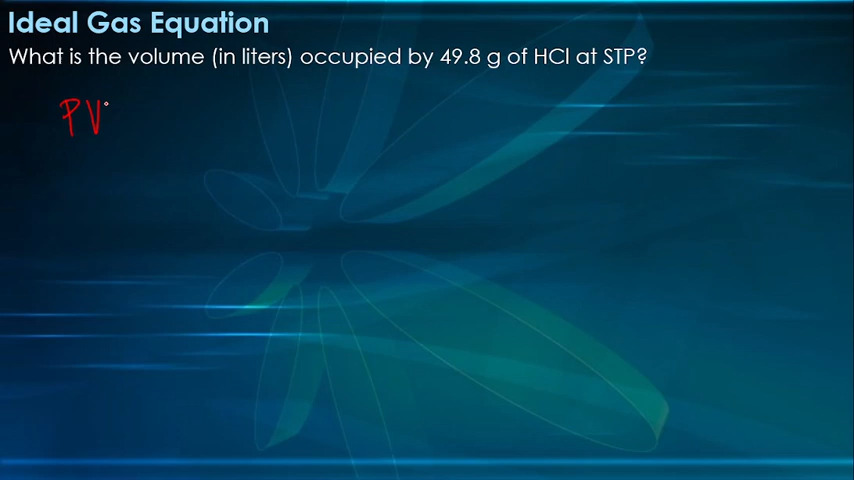 Ideal Gas Equation
What is the volume (in liters) occupied by 49.8 g of HCl at STP?
PV